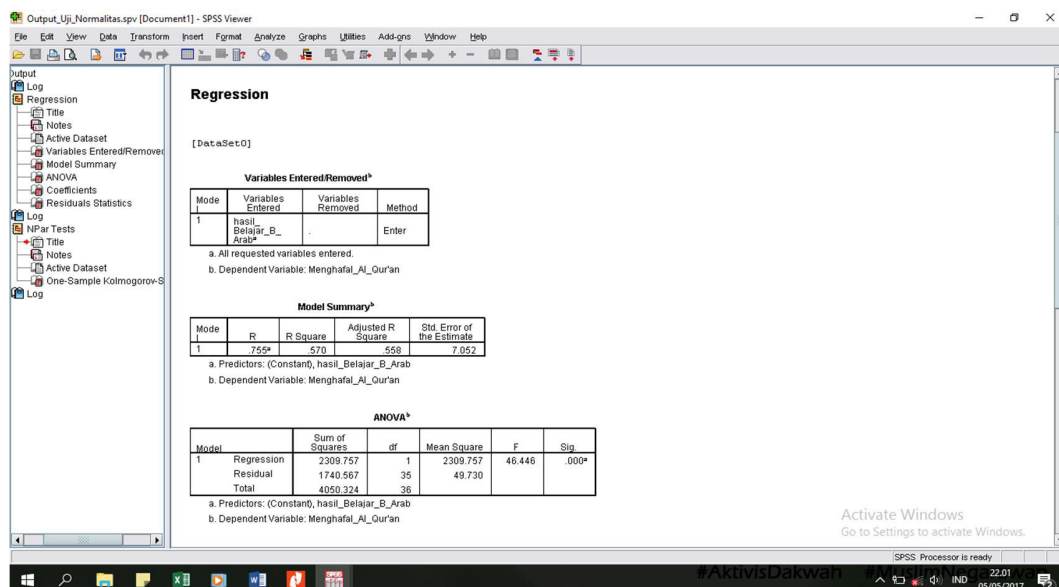 Output_Uji_Normalitas.spv [Document1] - SPSS Viewer
File Edit View Data Transform Insert Format Analyze Graphs Utilities Add-ons Window Help
Output
Log
Regression
Title
Notes
Active Dataset
Variables Entered/Removed
Model Summary
ANOVA
Coefficients
Residuals Statistics
Log
NPar Tests
Title
Notes
Active Dataset
One-Sample Kolmogorov-S
Log
Regression
[DataSet0]
Variables Entered/Removedb
Model Variables Entered Variables Removed Method
1 hasil_Belajar_B_Araba . Enter
a. All requested variables entered.
b. Dependent Variable: Menghafal_Al_Qur'an
Model Summaryb
Model R R Square Adjusted R Square Std. Error of the Estimate
1 .755a .570 .558 7.052
a. Predictors: (Constant), hasil_Belajar_B_Arab
b. Dependent Variable: Menghafal_Al_Qur'an
ANOVAb
Model Sum of Squares df Mean Square F Sig.
1 Regression 2309.757 1 2309.757 46.446 .000a
Residual 1740.567 35 49.730
Total 4050.324 36
a. Predictors: (Constant), hasil_Belajar_B_Arab
b. Dependent Variable: Menghafal_Al_Qur'an
Activate Windows
Go to Settings to activate Windows.
SPSS Processor is ready
#AktivisDakwah
IND
22.01
05/05/2017